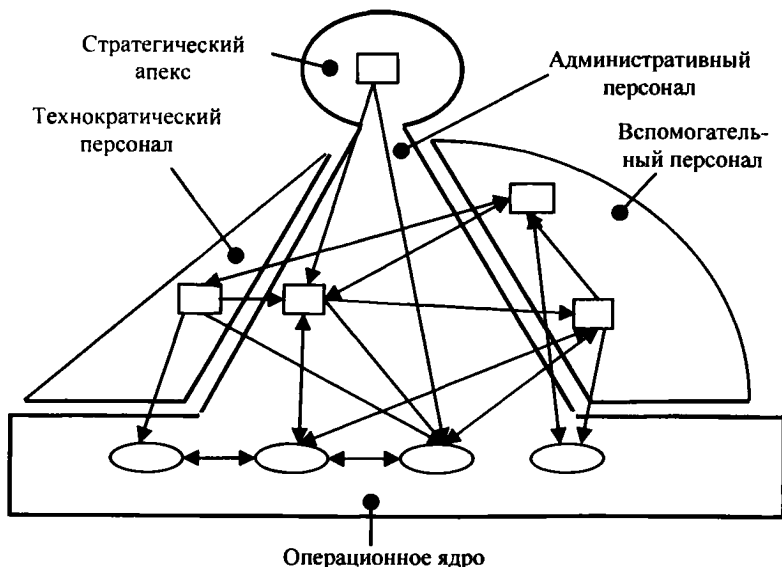 Стратегический
апекс
Административный
персонал
Технократический
персонал
Вспомогатель-
ный персонал
Операционное ядро